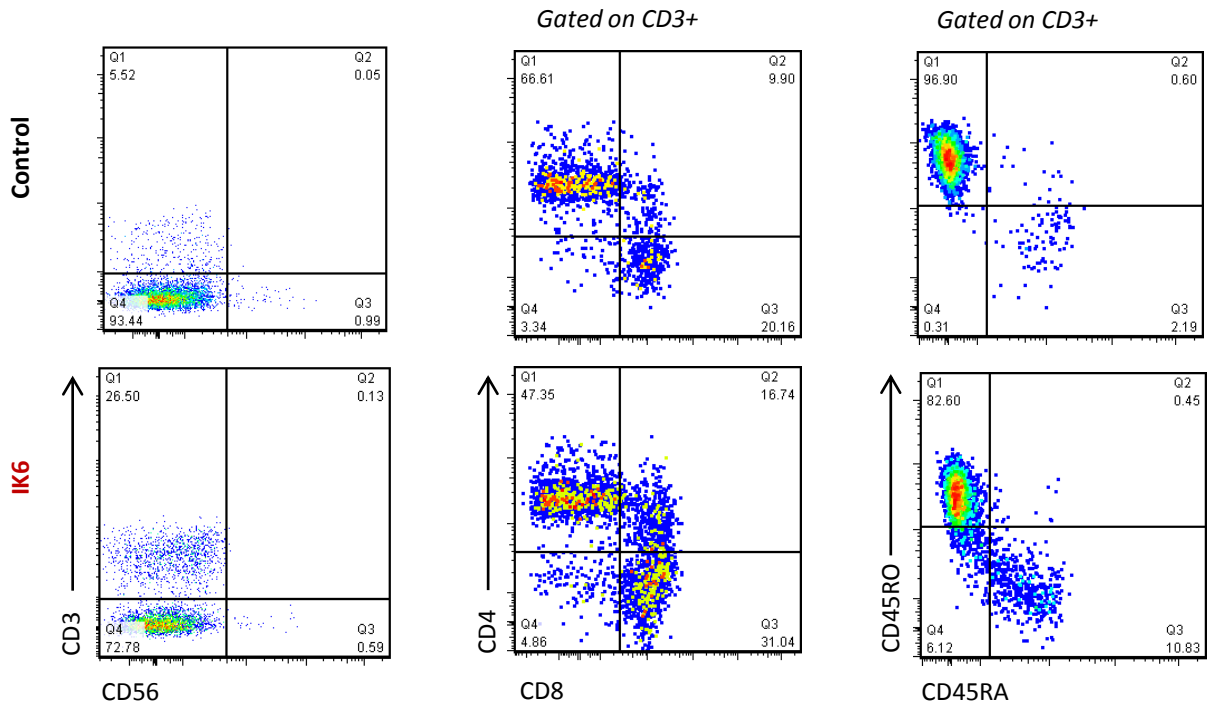 Gated on CD3+
Gated on CD3+
Control
Q1
5.52
Q2
0.05
Q4
93.44
Q3
0.99
Q1
66.61
Q2
9.90
Q4
3.34
Q3
20.16
Q1
96.90
Q2
0.60
Q4
0.31
Q3
2.19
IK6
CD3
Q1
26.50
Q2
0.13
Q4
72.78
Q3
0.59
CD56
CD4
Q1
47.35
Q2
16.74
Q4
4.86
Q3
31.04
CD8
CD45RO
Q1
82.60
Q2
0.45
Q4
6.12
Q3
10.83
CD45RA